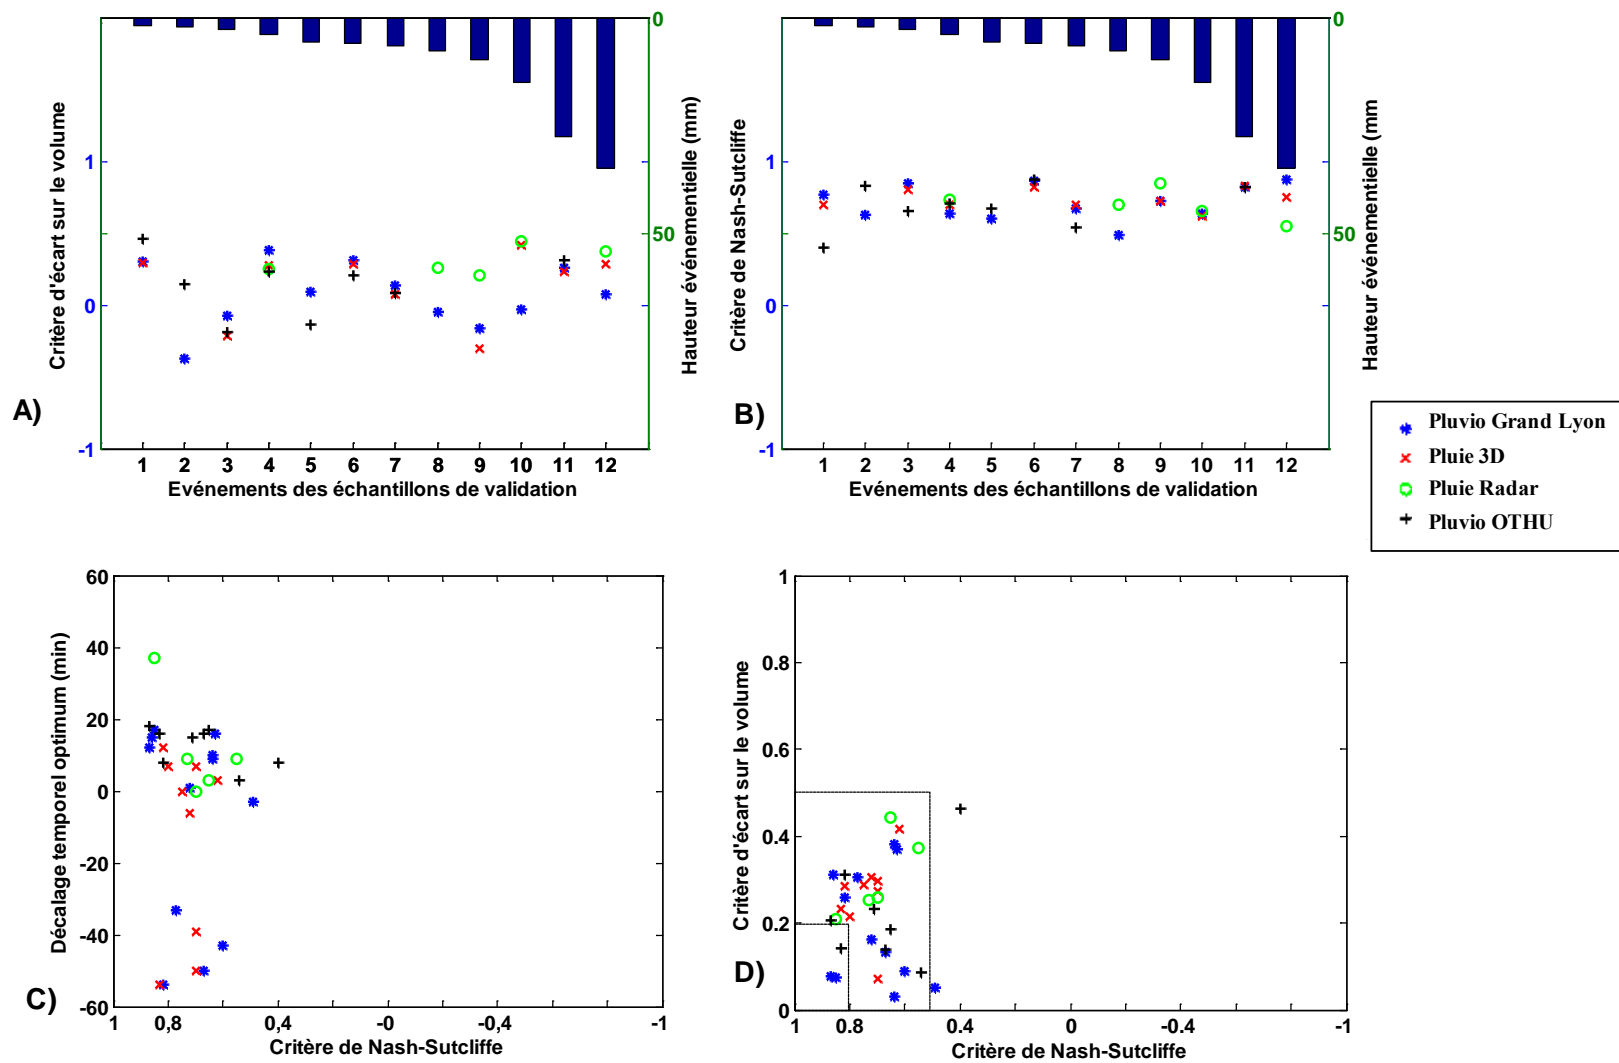 Critère d'écart sur le volume
1
0
-1
0
50
Hauteur événementielle (mm
A)
1 2 3 4 5 6 7 8 9 10 11 12
Evénements des échantillons de validation
Critère de Nash-Sutcliffe
1
0
-1
0
50
Hauteur événementielle (mm
B)
1 2 3 4 5 6 7 8 9 10 11 12
Evénements des échantillons de validation
Pluvio Grand Lyon
Pluie 3D
Pluie Radar
Pluvio OTHU
Décalage temporel optimum (min)
60
40
20
0
-20
-40
-60
C)
1 0,8 0,4 -0 -0,4 -1
Critère de Nash-Sutcliffe
Critère d'écart sur le volume
1
0.8
0.6
0.4
0.2
0
D)
1 0.8 0.4 0 -0.4 -1
Critère de Nash-Sutcliffe